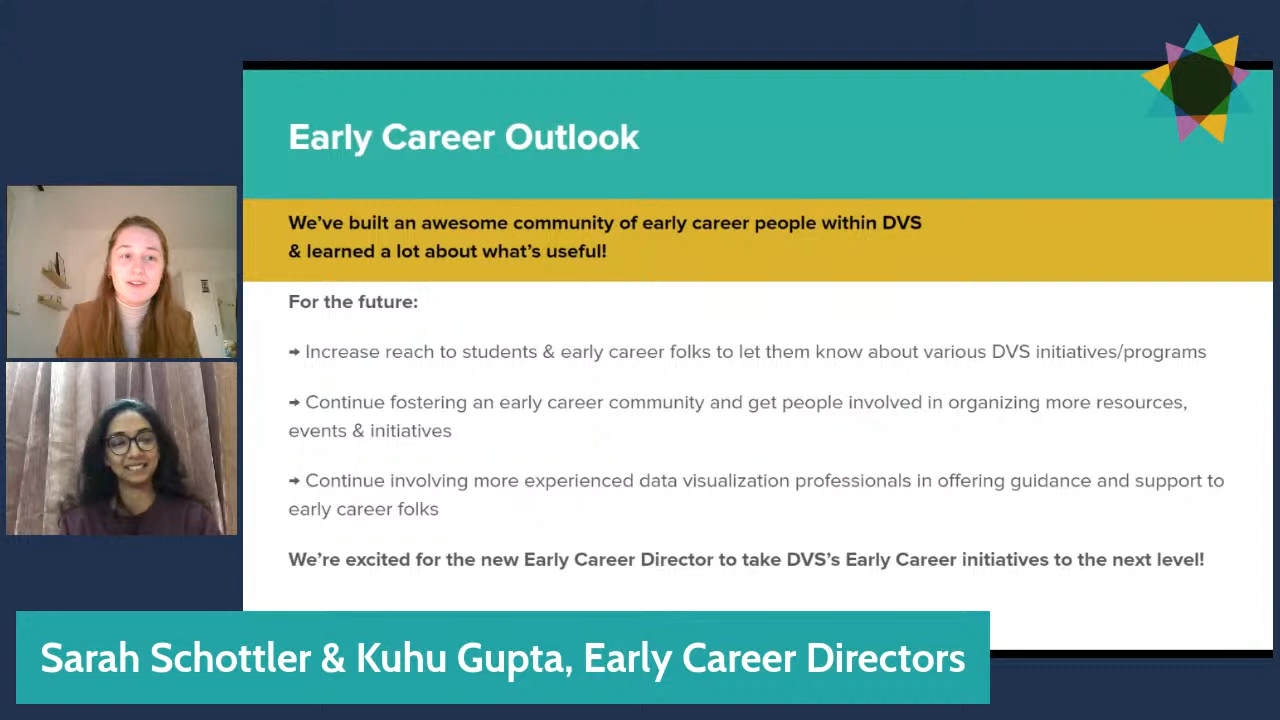 Early Career Outlook
We've built an awesome community of early career people within DVS
& learned a lot about what's useful!
For the future:
→ Increase reach to students & early career folks to let them know about various DVS initiatives/programs
→ Continue fostering an early career community and get people involved in organizing more resources,
events & initiatives
→ Continue involving more experienced data visualization professionals in offering guidance and support to
early career folks
We're excited for the new Early Career Director to take DVS's Early Career initiatives to the next level!
Sarah Schottler & Kuhu Gupta, Early Career Directors